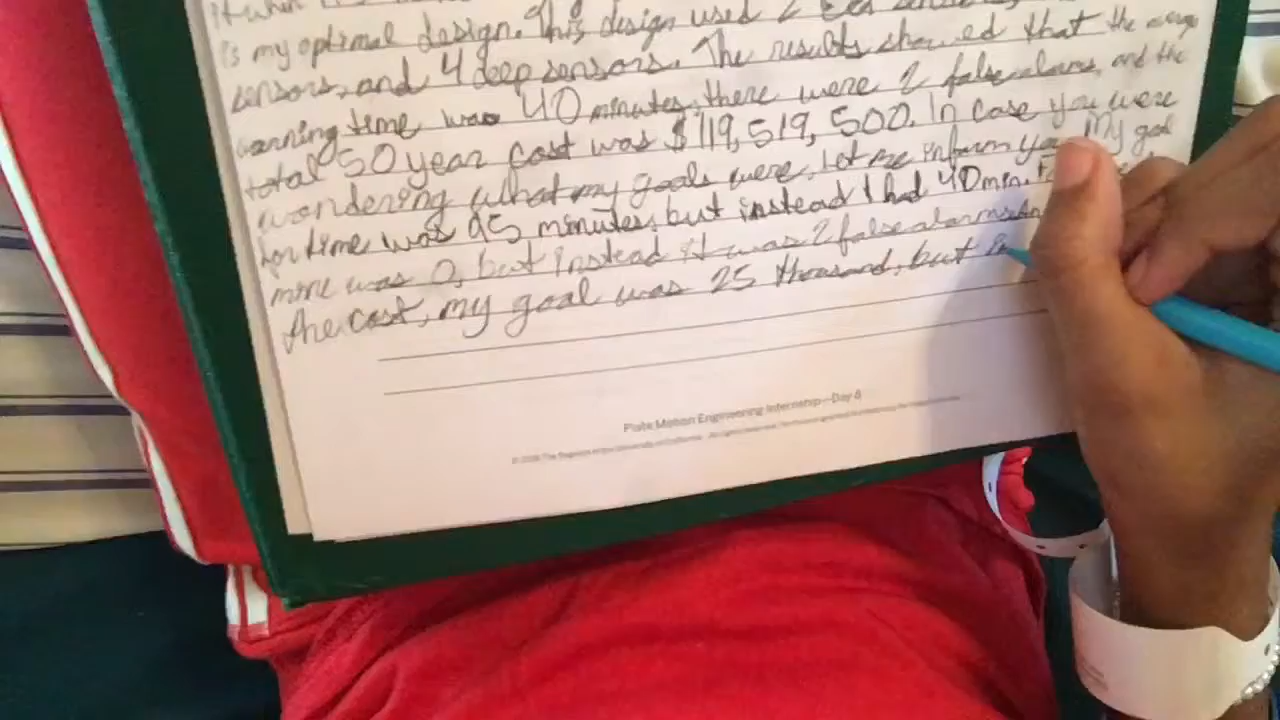 it when
is my optimal design. This design used 2
sensors, and 4 deep sensors. The results showed that the average
warning time was 40 minutes, there were 2 false alarms, and the
total 50 year cost was $119,519,500. In case you were
wondering what my goals were, let me inform you. My goal
for time was 95 minutes, but instead I had 40 min.
mine was 0, but instead it was 2 false alarms.
the cost, my goal was 25 thousand, but
Plate Motion Engineering Internship—Day 8